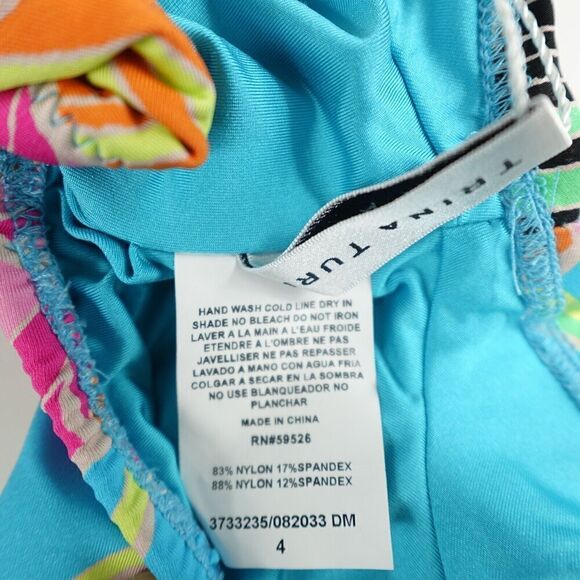 TRINA TUR
HAND WASH COLD LINE DRY IN
SHADE NO BLEACH DO NOT IRON
LAVER A LA MAIN A L'EAU FROIDE
ETENDRE A L'OMBRE NE PAS
JAVELLISER NE PAS REPASSER
LAVADO A MANO CON AGUA FRIA
COLGAR A SECAR EN LA SOMBRA
NO USE BLANQUEADOR NO
PLANCHAR
MADE IN CHINA
RN#59526
83% NYLON 17%SPANDEX
88% NYLON 12%SPANDEX
3733235/082033 DM
4